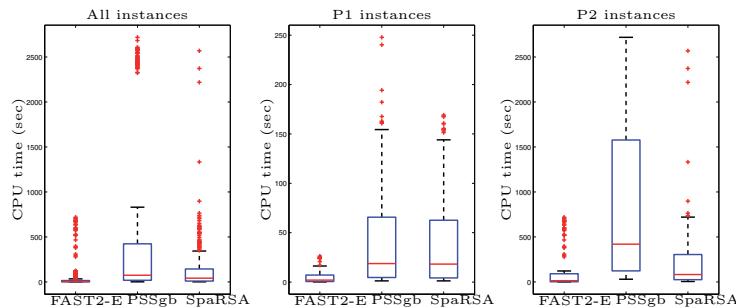 All instances
P1 instances
P2 instances
CPU time (sec)
2500
2000
1500
1000
500
0
FAST2-E PSSgb SpaRSA
CPU time (sec)
250
200
150
100
50
0
FAST2-E PSSgb SpaRSA
CPU time (sec)
2500
2000
1500
1000
500
0
FAST2-E PSSgb SpaRSA